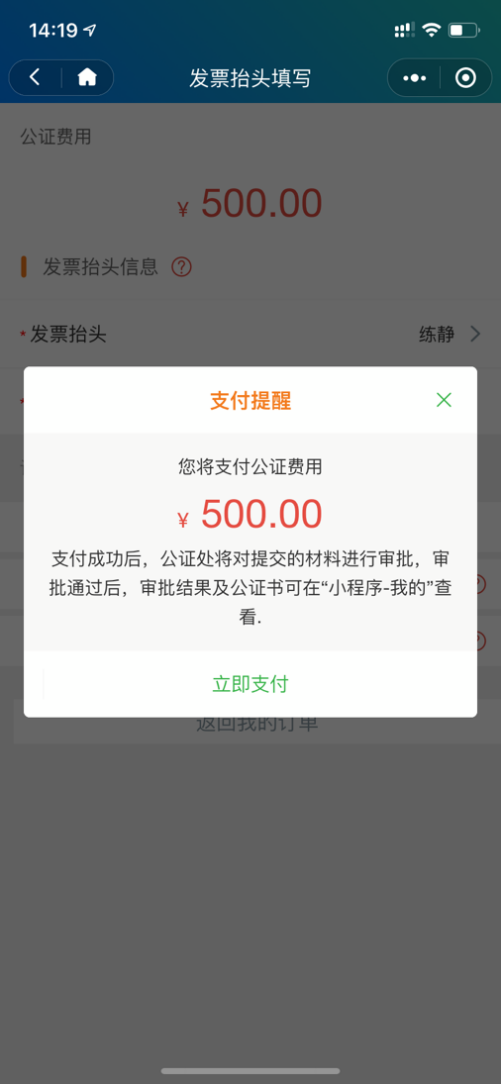 14:19
发票抬头填写
公证费用
¥ 500.00
发票抬头信息 ?
*发票抬头 练静
*
支付提醒
您将支付公证费用
¥ 500.00
支付成功后，公证处将对提交的材料进行审批，审
批通过后，审批结果及公证书可在“小程序-我的”查
看.
立即支付
返回我的订单